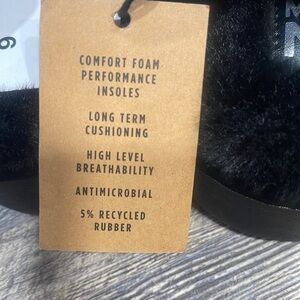 COMFORT FOAM
PERFORMANCE
INSOLES
LONG TERM
CUSHIONING
HIGH LEVEL
BREATHABILITY
ANTIMICROBIAL
5% RECYCLED
RUBBER